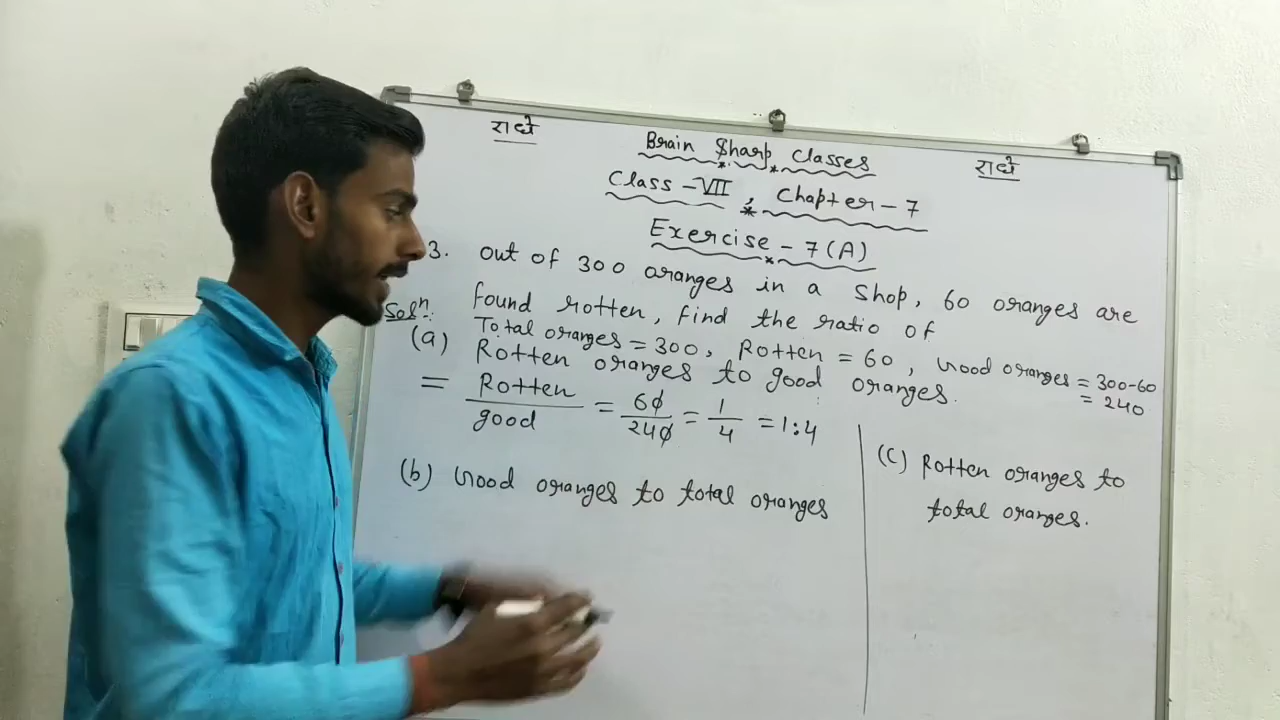 राधे
Brain Sharp Classes
राधे
Class-VII, Chapter-7
Exercise-7(A)
3. out of 300 oranges in a shop, 60 oranges are
found rotten, find the ratio of
Solⁿ: Total oranges = 300, Rotten = 60, Good oranges = 300-60
= 240
(a) Rotten oranges to good oranges.
= Rotten/good = 60/240 = 1/4 = 1:4
(b) Good oranges to total oranges
(C) Rotten oranges to
total oranges.